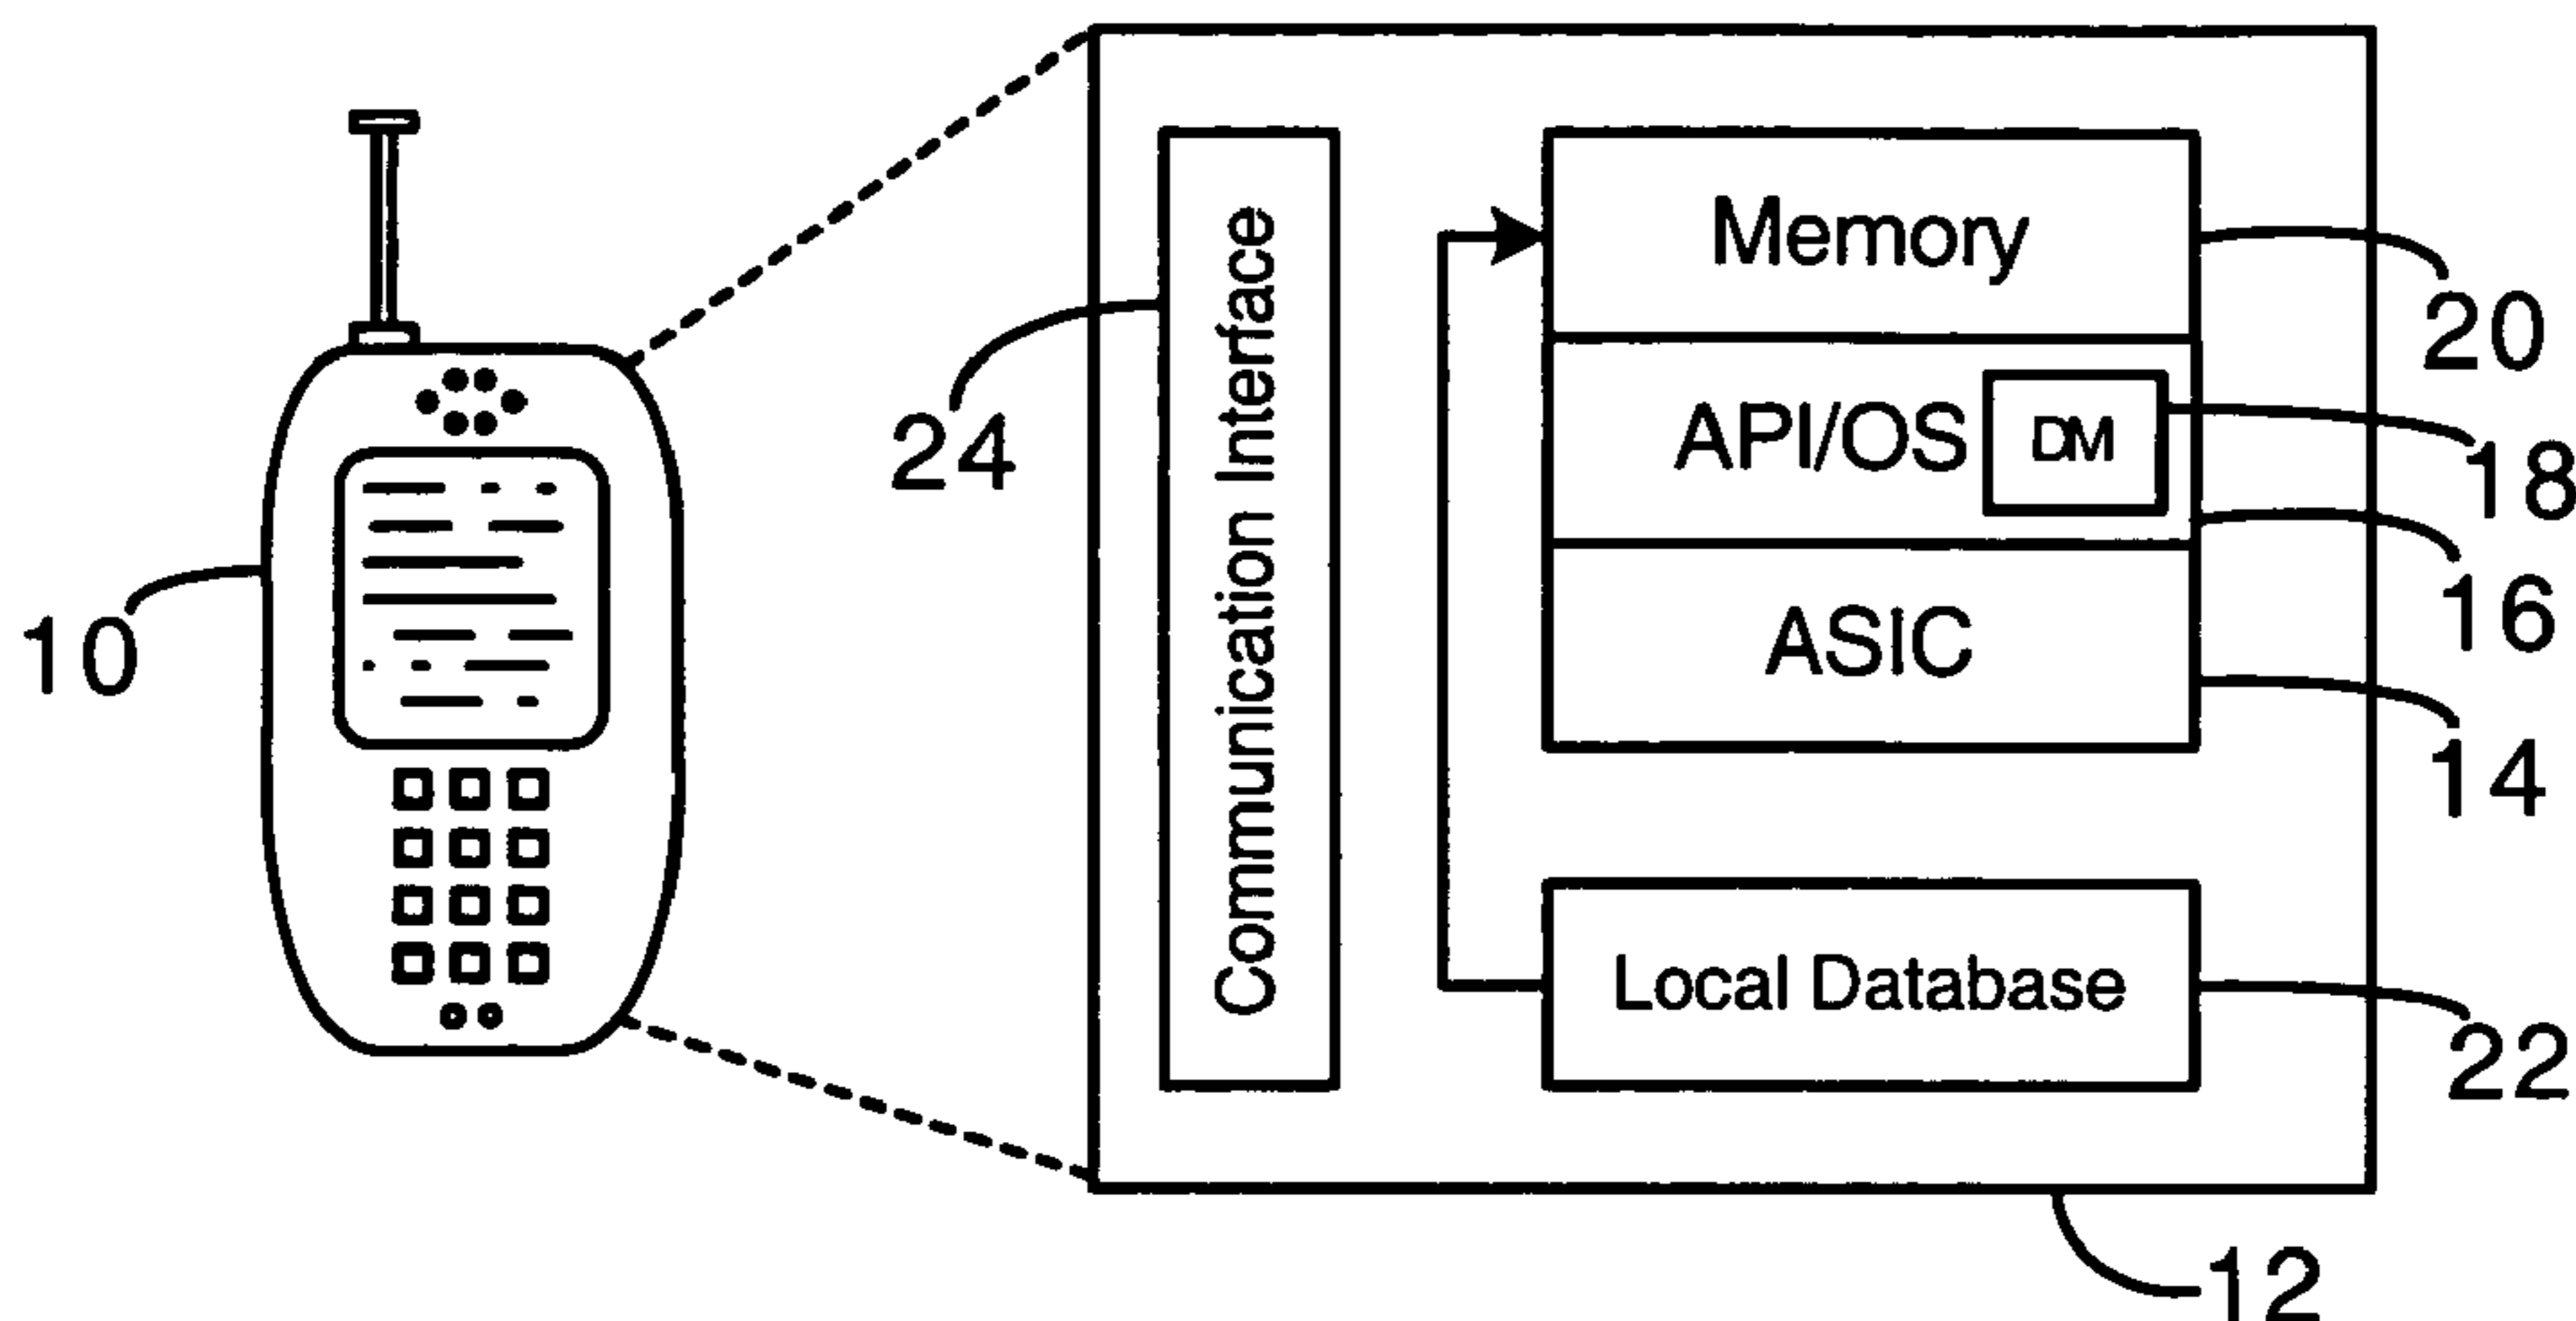 Memory
20
API/OS
DM
18
16
ASIC
14
24
Communication Interface
10
Local Database
22
12